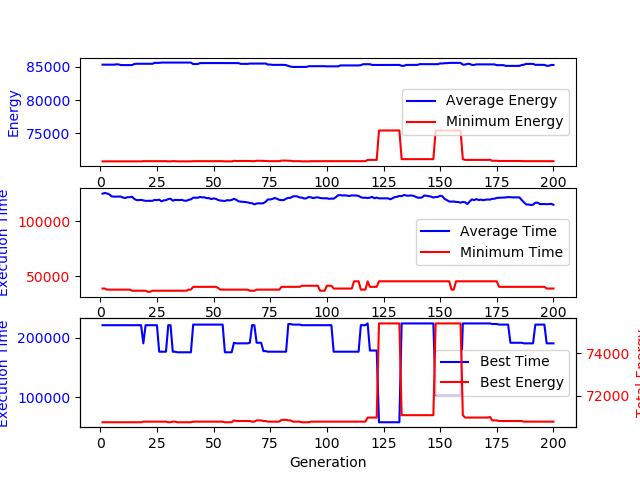 85000
80000
75000
Energy
Average Energy
Minimum Energy
0 25 50 75 100 125 150 175 200
100000
50000
Execution Time
Average Time
Minimum Time
0 25 50 75 100 125 150 175 200
200000
100000
Execution Time
Best Time
Best Energy
74000
72000
Total Energy
0 25 50 75 100 125 150 175 200
Generation